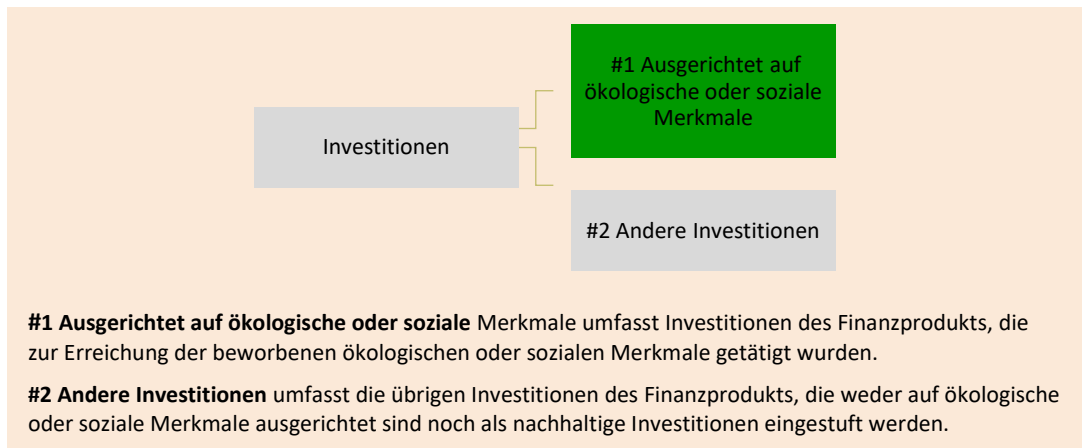 #1 Ausgerichtet auf
ökologische oder soziale
Merkmale
Investitionen
#2 Andere Investitionen
#1 Ausgerichtet auf ökologische oder soziale Merkmale umfasst Investitionen des Finanzprodukts, die
zur Erreichung der beworbenen ökologischen oder sozialen Merkmale getätigt wurden.
#2 Andere Investitionen umfasst die übrigen Investitionen des Finanzprodukts, die weder auf ökologische
oder soziale Merkmale ausgerichtet sind noch als nachhaltige Investitionen eingestuft werden.